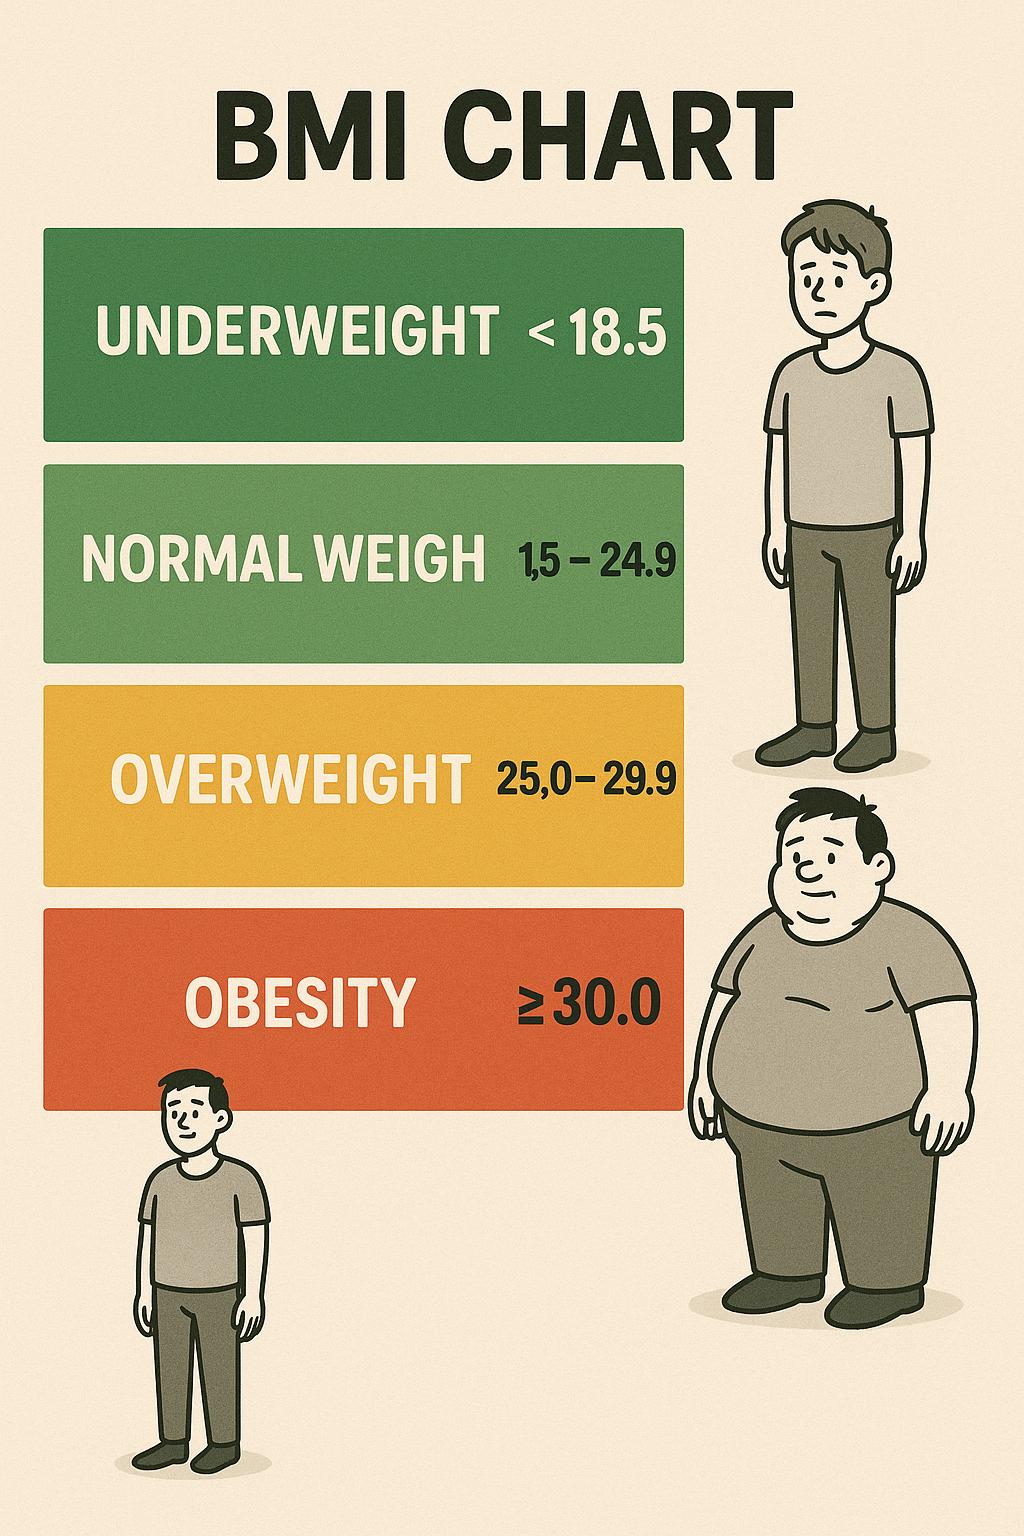 BMI CHART
UNDERWEIGHT < 18.5
NORMAL WEIGH 1,5 – 24.9
OVERWEIGHT 25,0 – 29.9
OBESITY ≥ 30.0